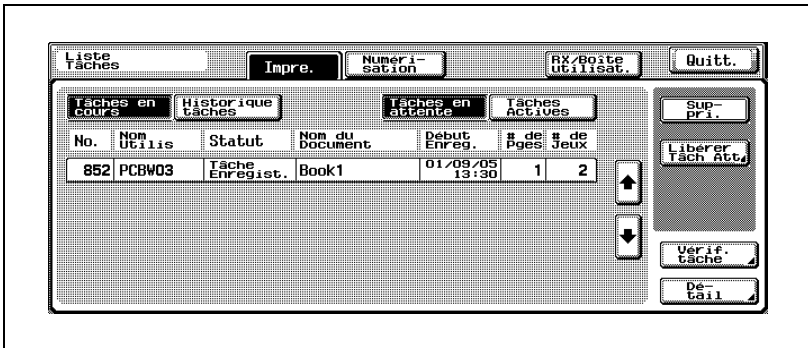 Liste
Tâches
Impre.
Numéri-
sation
RX/Boîte
utilisat.
Quitt.
Tâches en
cours
Historique
tâches
Tâches en
attente
Tâches
Actives
Sup-
pri.
No.
Nom
Utilis
Statut
Nom du
Document
Début
Enreg.
# de
Pges
# de
Jeux
Libérer
Tâch Att.
852
PCBW03
Tâche
Enregist.
Book1
01/09/05
13:30
1
2
Vérif.
tâche
Dé-
tail